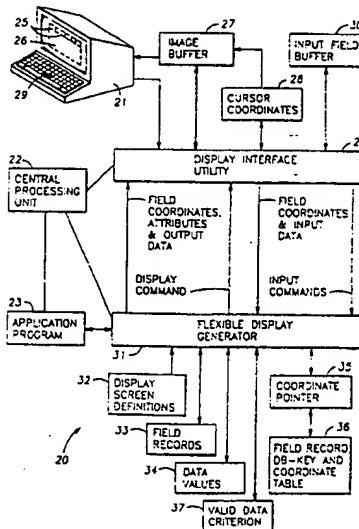 25
26
29
21
27
IMAGE
BUFFER
30
INPUT FIELD
BUFFER
28
CURSOR
COORDINATES
22
CENTRAL
PROCESSING
UNIT
DISPLAY INTERFACE
UTILITY
FIELD
COORDINATES,
ATTRIBUTES
& OUTPUT
DATA
FIELD
COORDINATES
& INPUT
DATA
DISPLAY
COMMAND
INPUT
COMMANDS
23
APPLICATION
PROGRAM
FLEXIBLE DISPLAY
GENERATOR
31
32
DISPLAY
SCREEN
DEFINITIONS
33
FIELD
RECORDS
34
DATA
VALUES
35
COORDINATE
POINTER
36
FIELD RECORD
DB-KEY AND
COORDINATE
TABLE
20
37
VALID DATA
CRITERION